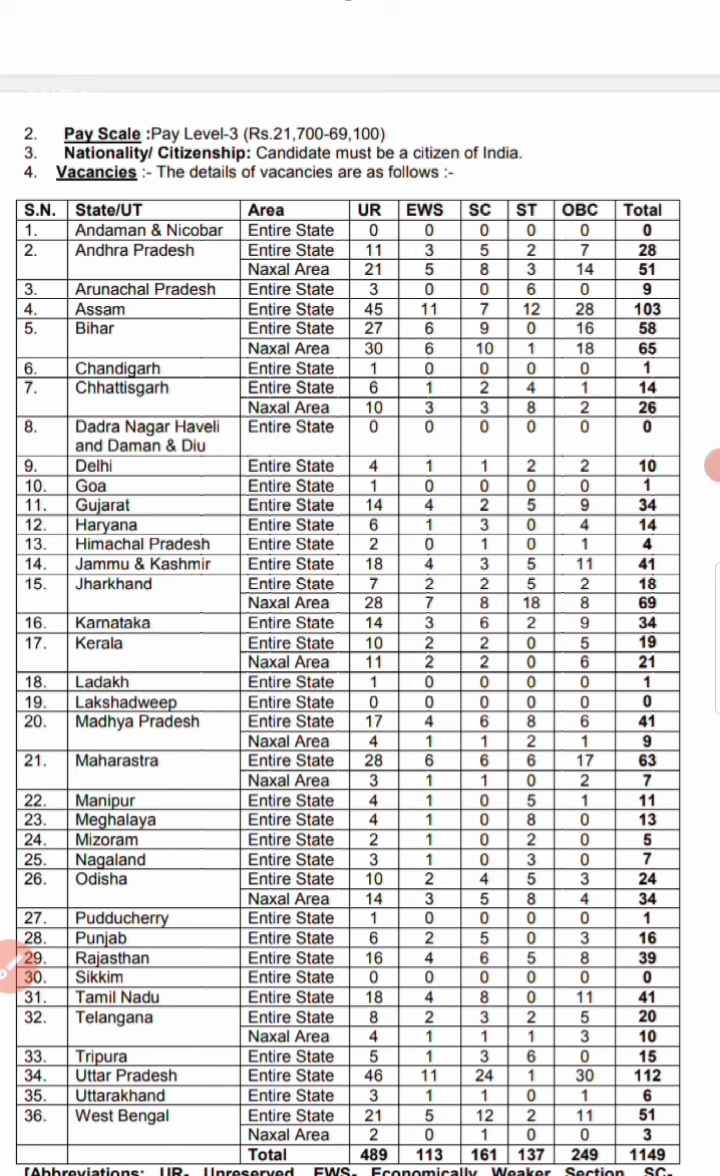 2. Pay Scale :Pay Level-3 (Rs.21,700-69,100)
3. Nationality/ Citizenship: Candidate must be a citizen of India.
4. Vacancies :- The details of vacancies are as follows :-
S.N. State/UT Area UR EWS SC ST OBC Total
1. Andaman & Nicobar Entire State 0 0 0 0 0 0
2. Andhra Pradesh Entire State 11 3 5 2 7 28
Naxal Area 21 5 8 3 14 51
3. Arunachal Pradesh Entire State 3 0 0 6 0 9
4. Assam Entire State 45 11 7 12 28 103
5. Bihar Entire State 27 6 9 0 16 58
Naxal Area 30 6 10 1 18 65
6. Chandigarh Entire State 1 0 0 0 0 1
7. Chhattisgarh Entire State 6 1 2 4 1 14
Naxal Area 10 3 3 8 2 26
8. Dadra Nagar Haveli Entire State 0 0 0 0 0 0
and Daman & Diu
9. Delhi Entire State 4 1 1 2 2 10
10. Goa Entire State 1 0 0 0 0 1
11. Gujarat Entire State 14 4 2 5 9 34
12. Haryana Entire State 6 1 3 0 4 14
13. Himachal Pradesh Entire State 2 0 1 0 1 4
14. Jammu & Kashmir Entire State 18 4 3 5 11 41
15. Jharkhand Entire State 7 2 2 5 2 18
Naxal Area 28 7 8 18 8 69
16. Karnataka Entire State 14 3 6 2 9 34
17. Kerala Entire State 10 2 2 0 5 19
Naxal Area 11 2 2 0 6 21
18. Ladakh Entire State 1 0 0 0 0 1
19. Lakshadweep Entire State 0 0 0 0 0 0
20. Madhya Pradesh Entire State 17 4 6 8 6 41
Naxal Area 4 1 1 2 1 9
21. Maharastra Entire State 28 6 6 6 17 63
Naxal Area 3 1 1 0 2 7
22. Manipur Entire State 4 1 0 5 1 11
23. Meghalaya Entire State 4 1 0 8 0 13
24. Mizoram Entire State 2 1 0 2 0 5
25. Nagaland Entire State 3 1 0 3 0 7
26. Odisha Entire State 10 2 4 5 3 24
Naxal Area 14 3 5 8 4 34
27. Pudducherry Entire State 1 0 0 0 0 1
28. Punjab Entire State 6 2 5 0 3 16
29. Rajasthan Entire State 16 4 6 5 8 39
30. Sikkim Entire State 0 0 0 0 0 0
31. Tamil Nadu Entire State 18 4 8 0 11 41
32. Telangana Entire State 8 2 3 2 5 20
Naxal Area 4 1 1 1 3 10
33. Tripura Entire State 5 1 3 6 0 15
34. Uttar Pradesh Entire State 46 11 24 1 30 112
35. Uttarakhand Entire State 3 1 1 0 1 6
36. West Bengal Entire State 21 5 12 2 11 51
Naxal Area 2 0 1 0 0 3
Total 489 113 161 137 249 1149
[Abbreviations: UR- Unreserved, EWS- Economically Weaker Section, SC-